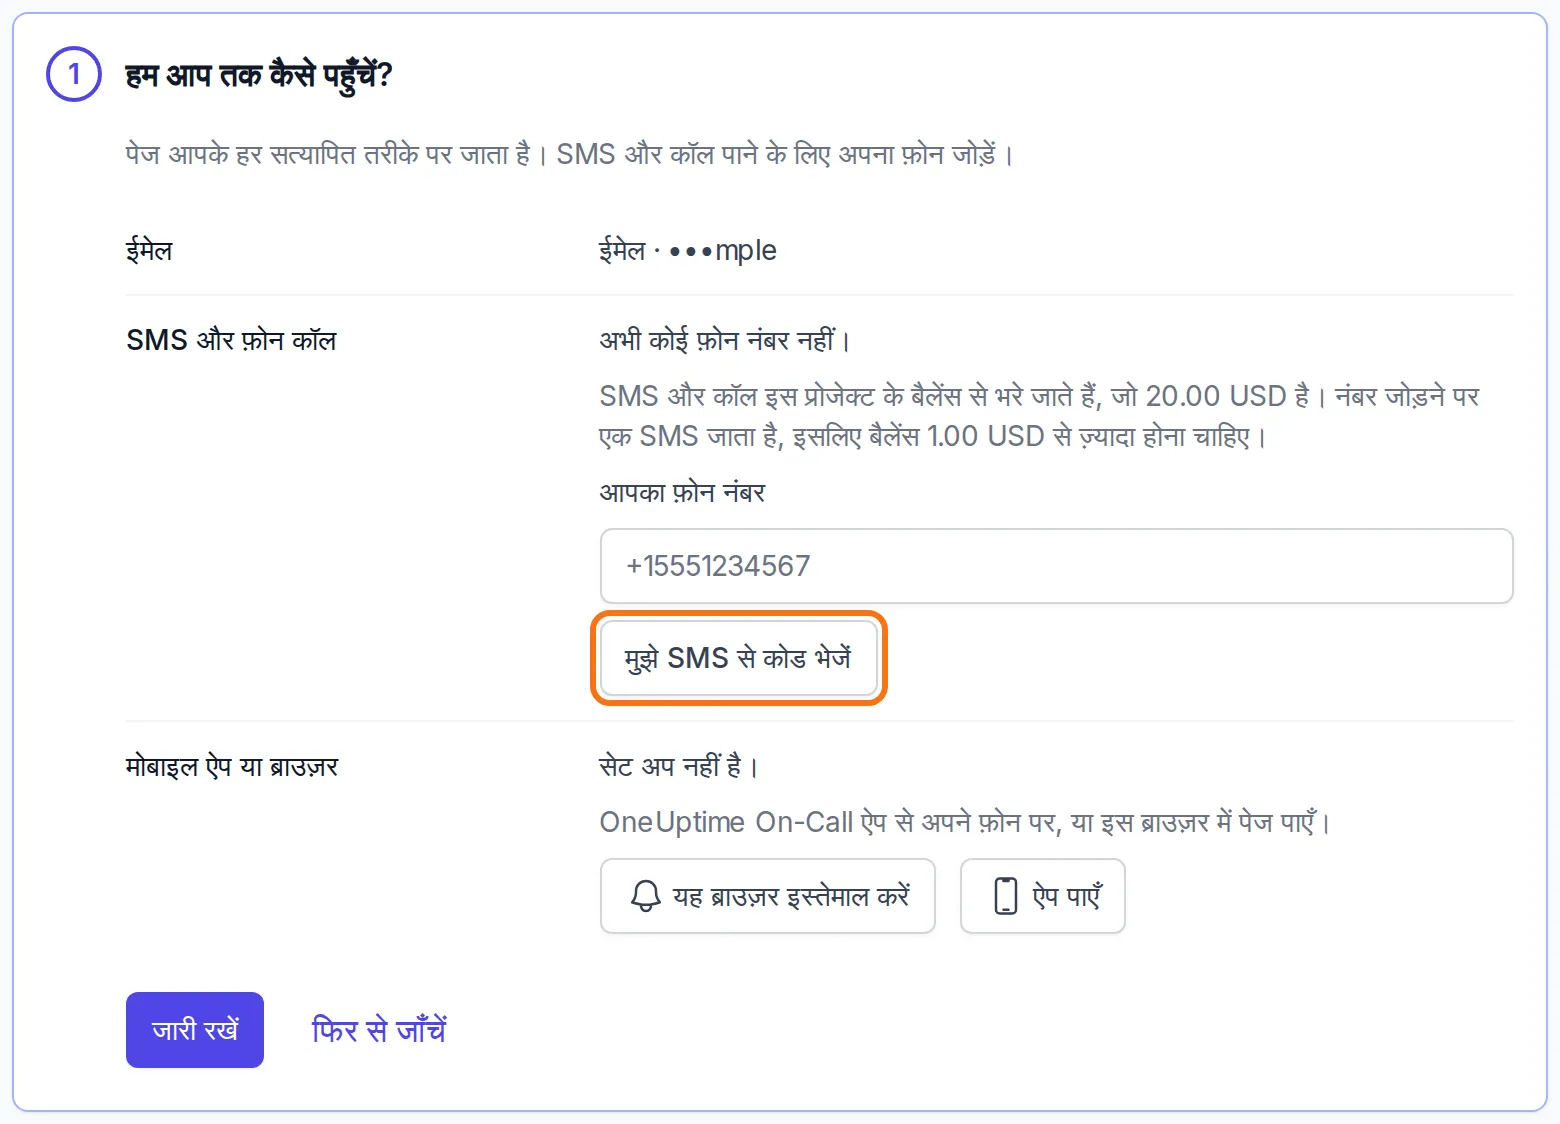 1
हम आप तक कैसे पहुँचें?
पेज आपके हर सत्यापित तरीके पर जाता है। SMS और कॉल पाने के लिए अपना फ़ोन जोड़ें।
ईमेल
ईमेल · •••mple
SMS और फ़ोन कॉल
अभी कोई फ़ोन नंबर नहीं।
SMS और कॉल इस प्रोजेक्ट के बैलेंस से भरे जाते हैं, जो 20.00 USD है। नंबर जोड़ने पर
एक SMS जाता है, इसलिए बैलेंस 1.00 USD से ज़्यादा होना चाहिए।
आपका फ़ोन नंबर
+15551234567
मुझे SMS से कोड भेजें
मोबाइल ऐप या ब्राउज़र
सेट अप नहीं है।
OneUptime On-Call ऐप से अपने फ़ोन पर, या इस ब्राउज़र में पेज पाएँ।
यह ब्राउज़र इस्तेमाल करें
ऐप पाएँ
जारी रखें
फिर से जाँचें